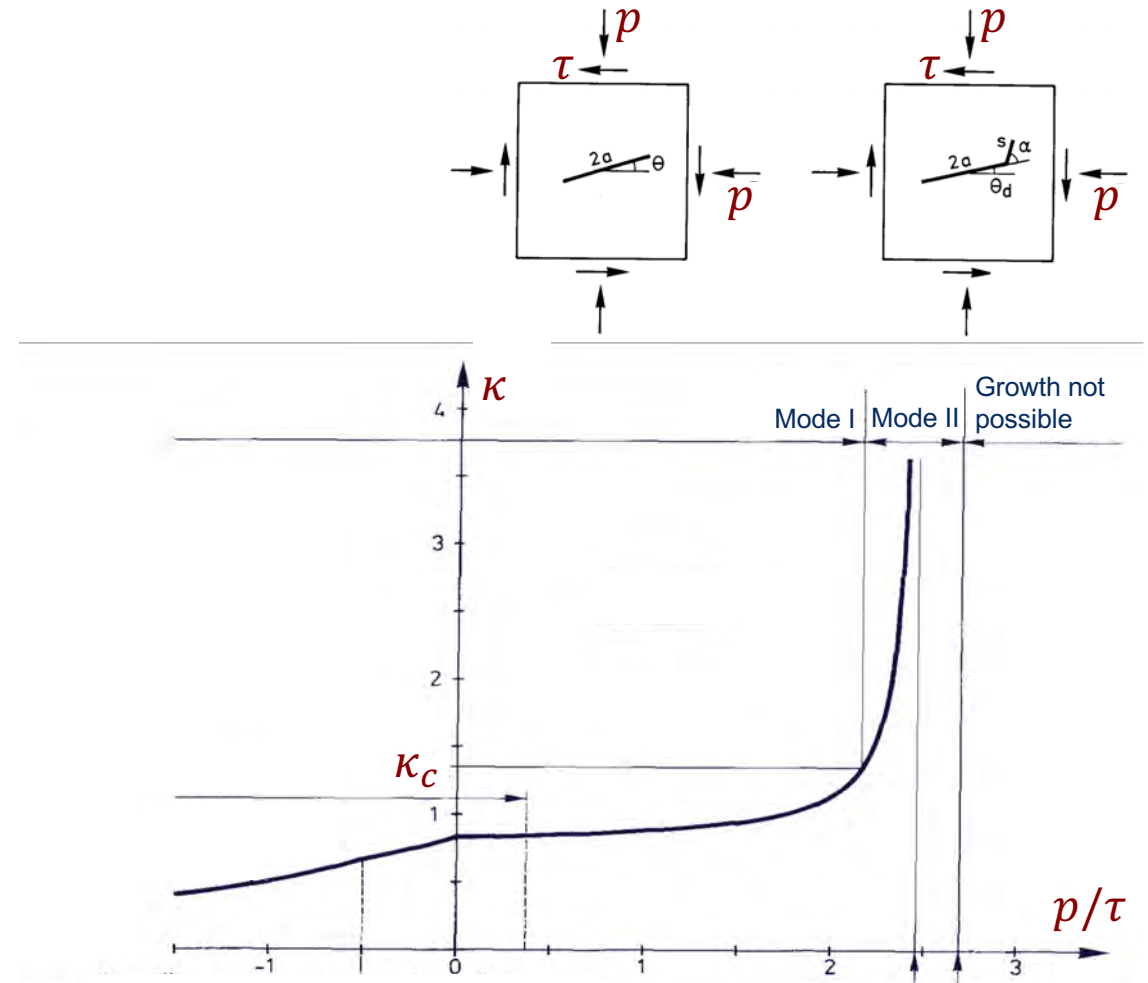 p
p
τ
τ
2a
θ
p
2a
s
α
θd
p
κ
4
Mode I
Mode II
Growth not
possible
3
2
κc
1
p/τ
-1
0
1
2
3